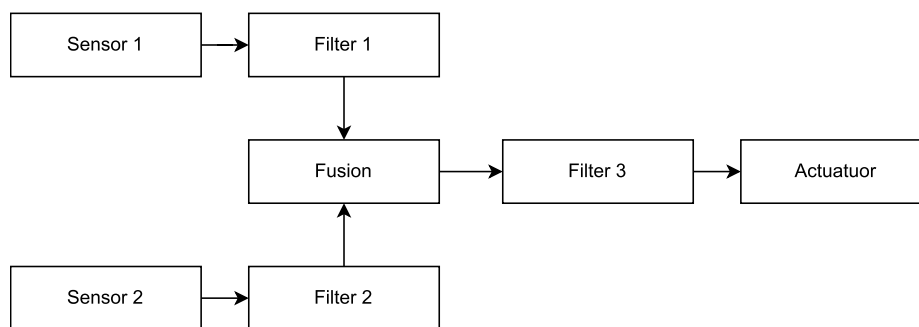 Sensor 1
Filter 1
Fusion
Filter 3
Actuatuor
Sensor 2
Filter 2